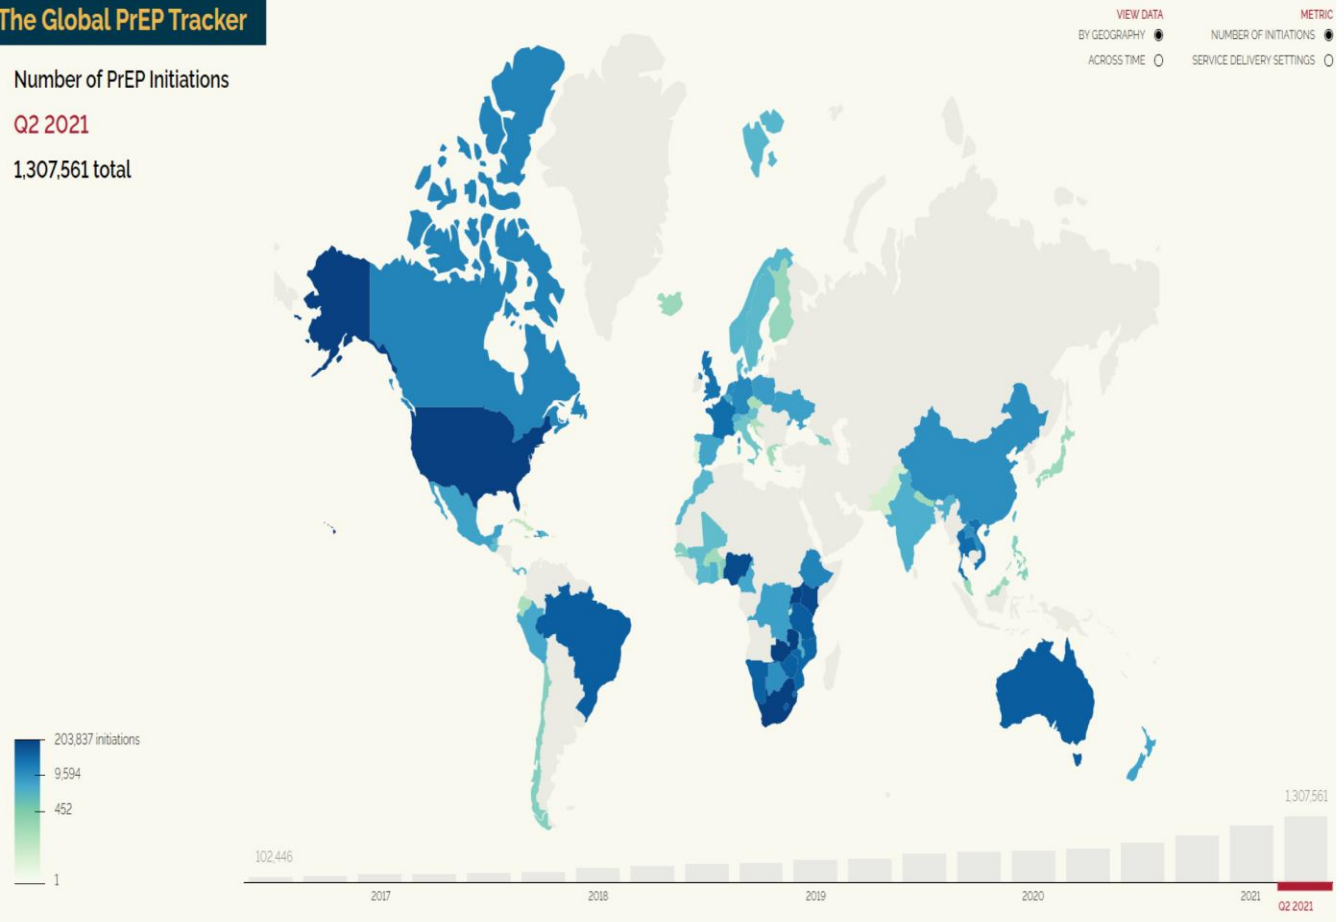 The Global PrEP Tracker
Number of PrEP Initiations
Q2 2021
1,307,561 total
VIEW DATA
BY GEOGRAPHY
ACROSS TIME
METRIC
NUMBER OF INITIATIONS
SERVICE DELIVERY SETTINGS
203,837 initiations
9,594
452
1
102,446
1,307,561
2017
2018
2019
2020
2021
Q2 2021